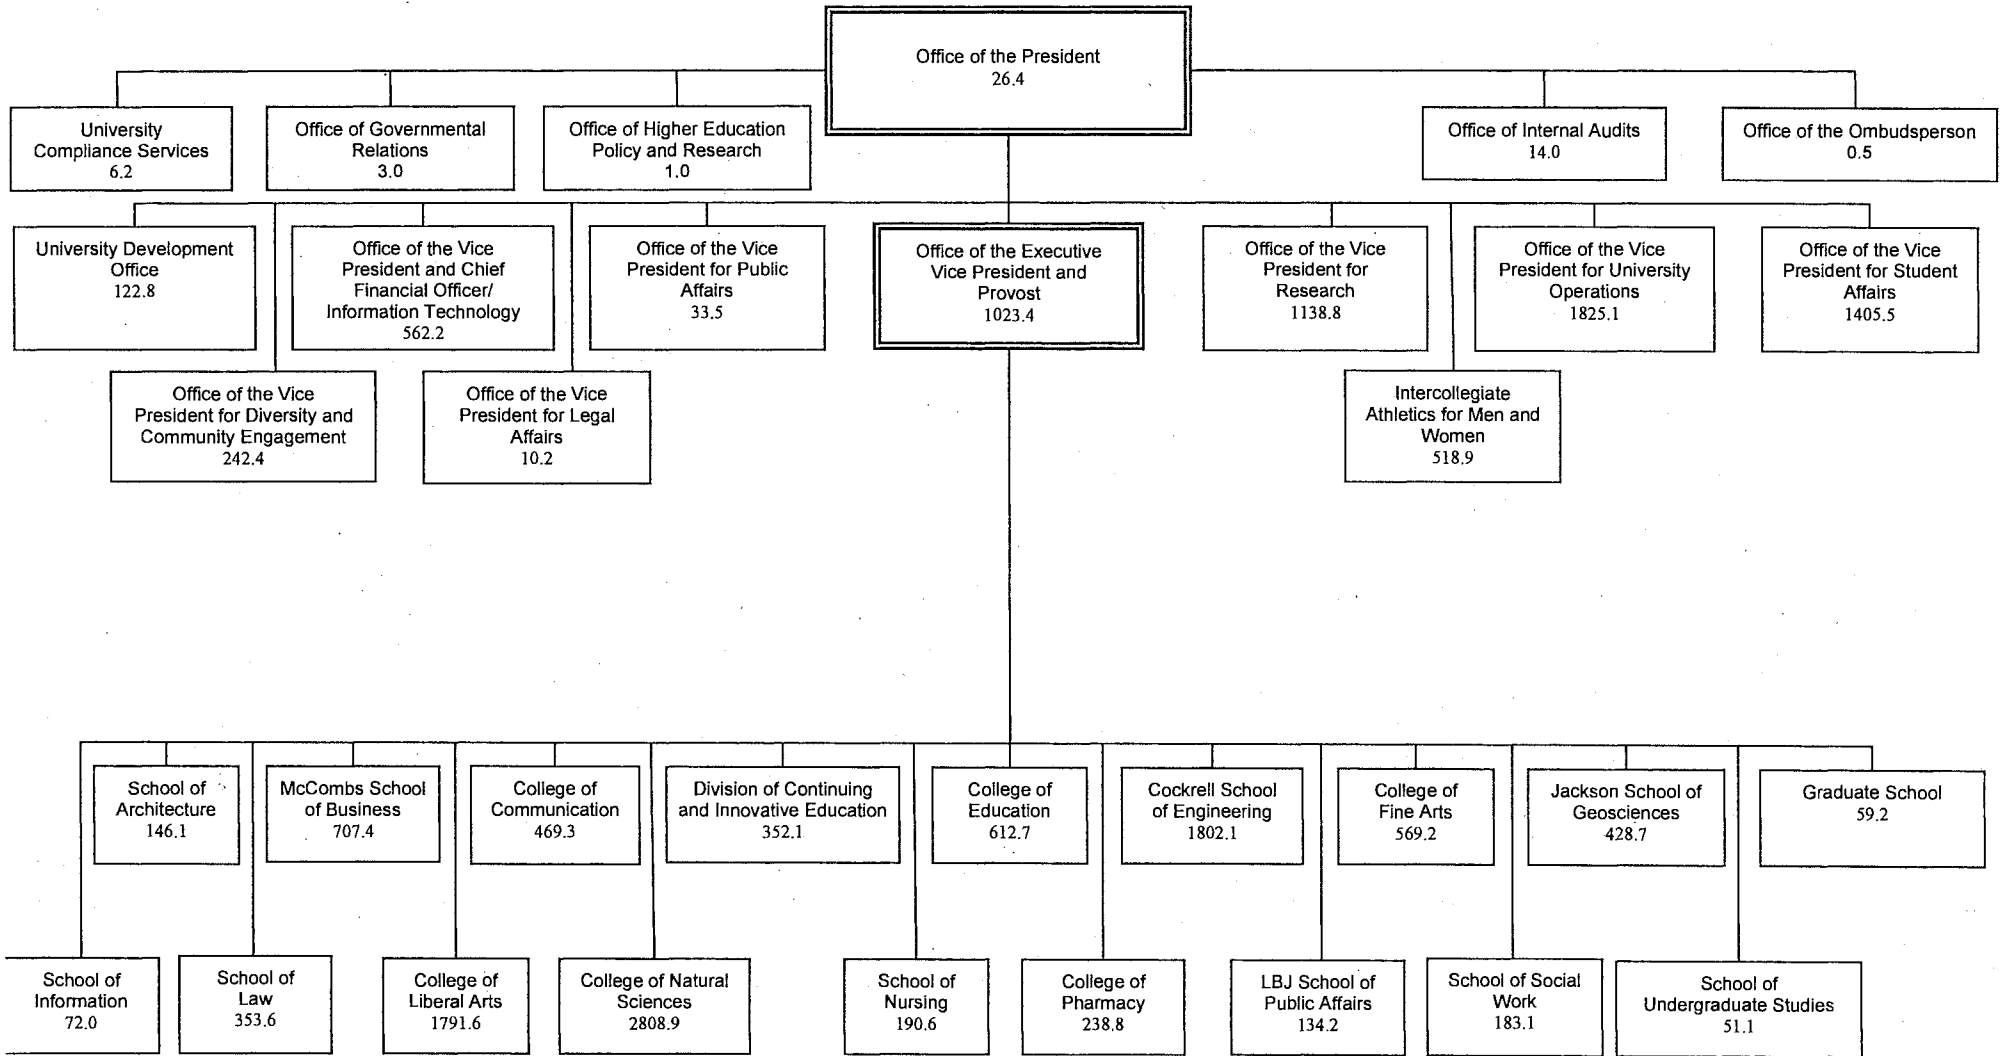 Office of the President
26.4
University
Compliance Services
6.2
Office of Governmental
Relations
3.0
Office of Higher Education
Policy and Research
1.0
Office of Internal Audits
14.0
Office of the Ombudsperson
0.5
University Development
Office
122.8
Office of the Vice
President and Chief
Financial Officer/
Information Technology
562.2
Office of the Vice
President for Public
Affairs
33.5
Office of the Executive
Vice President and
Provost
1023.4
Office of the Vice
President for
Research
1138.8
Office of the Vice
President for University
Operations
1825.1
Office of the Vice
President for Student
Affairs
1405.5
Office of the Vice
President for Diversity and
Community Engagement
242.4
Office of the Vice
President for Legal
Affairs
10.2
Intercollegiate
Athletics for Men and
Women
518.9
School of
Architecture
146.1
McCombs School
of Business
707.4
College of
Communication
469.3
Division of Continuing
and Innovative Education
352.1
College of
Education
612.7
Cockrell School
of Engineering
1802.1
College of
Fine Arts
569.2
Jackson School of
Geosciences
428.7
Graduate School
59.2
School of
Information
72.0
School of
Law
353.6
College of
Liberal Arts
1791.6
College of Natural
Sciences
2808.9
School of
Nursing
190.6
College of
Pharmacy
238.8
LBJ School of
Public Affairs
134.2
School of Social
Work
183.1
School of
Undergraduate Studies
51.1